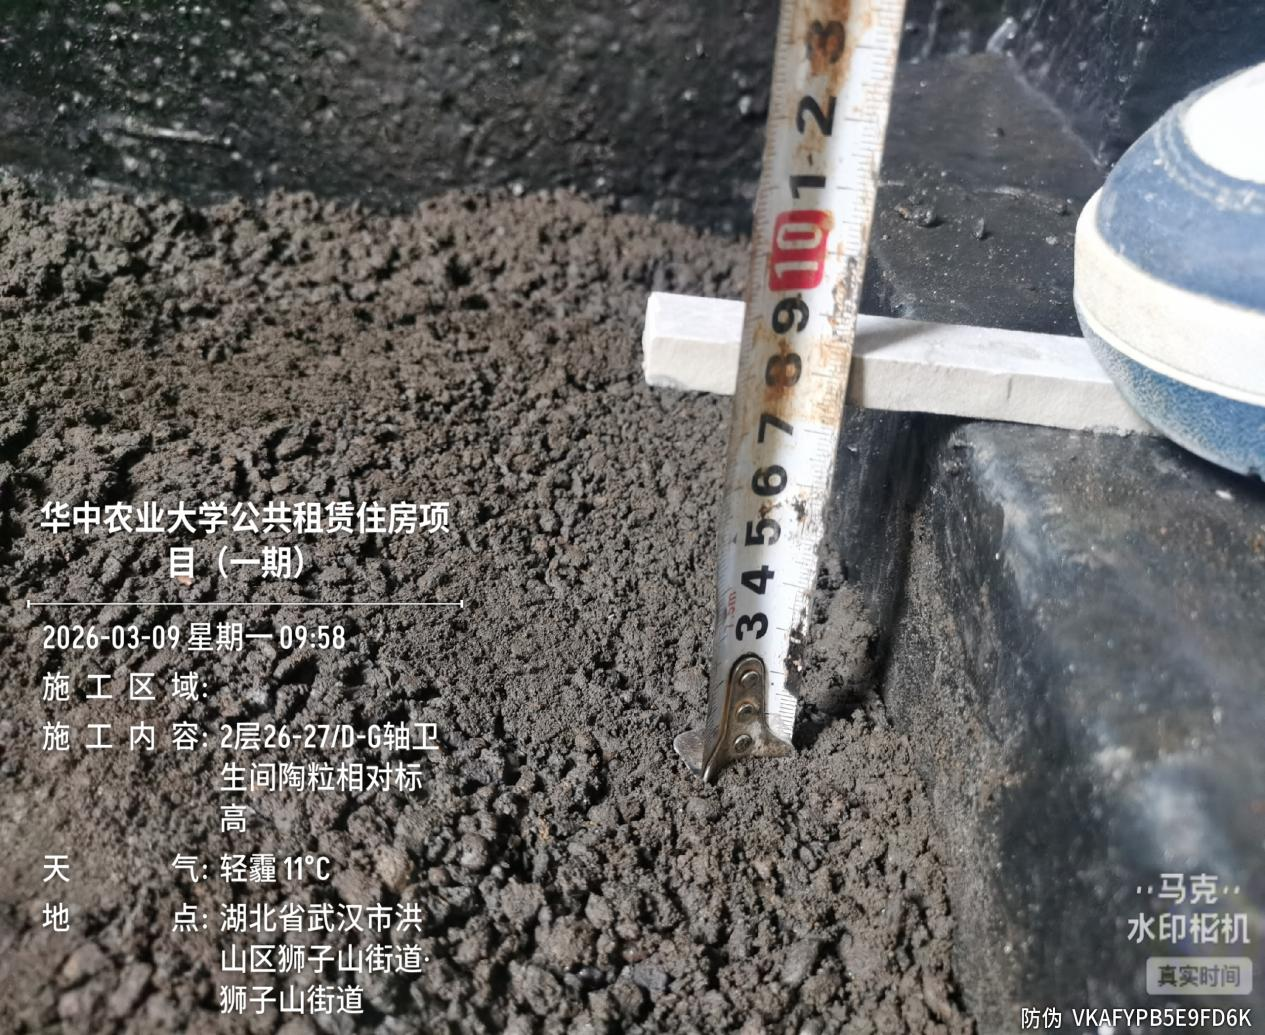 3
2
1
10
9
8
7
6
5
4
5m
3
华中农业大学公共租赁住房项
目（一期）
2026-03-09 星期一 09:58
施工区域:
施工内容: 2层26-27/D-G轴卫
生间陶粒相对标
高
天气: 轻霾 11°C
地点: 湖北省武汉市洪
山区狮子山街道·
狮子山街道
马克
水印相机
真实时间
防伪 VKAFYPB5E9FD6K